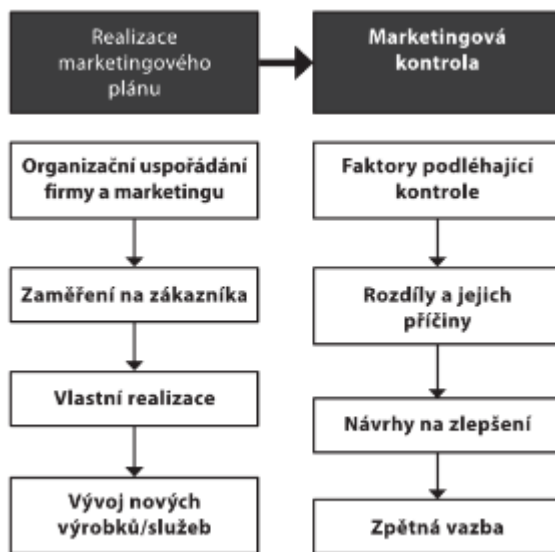 Realizace
marketingového
plánu
Marketingová
kontrola
Organizační uspořádání
firmy a marketingu
Zaměření na zákazníka
Vlastní realizace
Vývoj nových
výrobků/služeb
Faktory podléhající
kontrole
Rozdíly a jejich
příčiny
Návrhy na zlepšení
Zpětná vazba